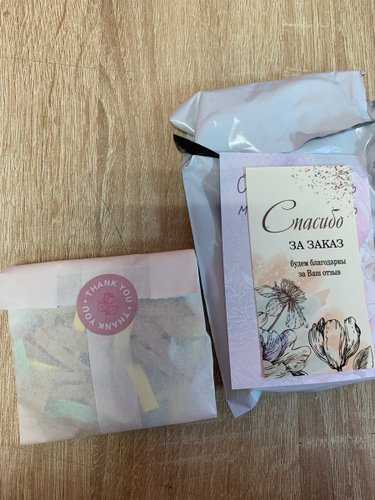 Спасибо
ЗА ЗАКАЗ
будем благодарны
за Ваш отзыв
THANK YOU
THANK YOU